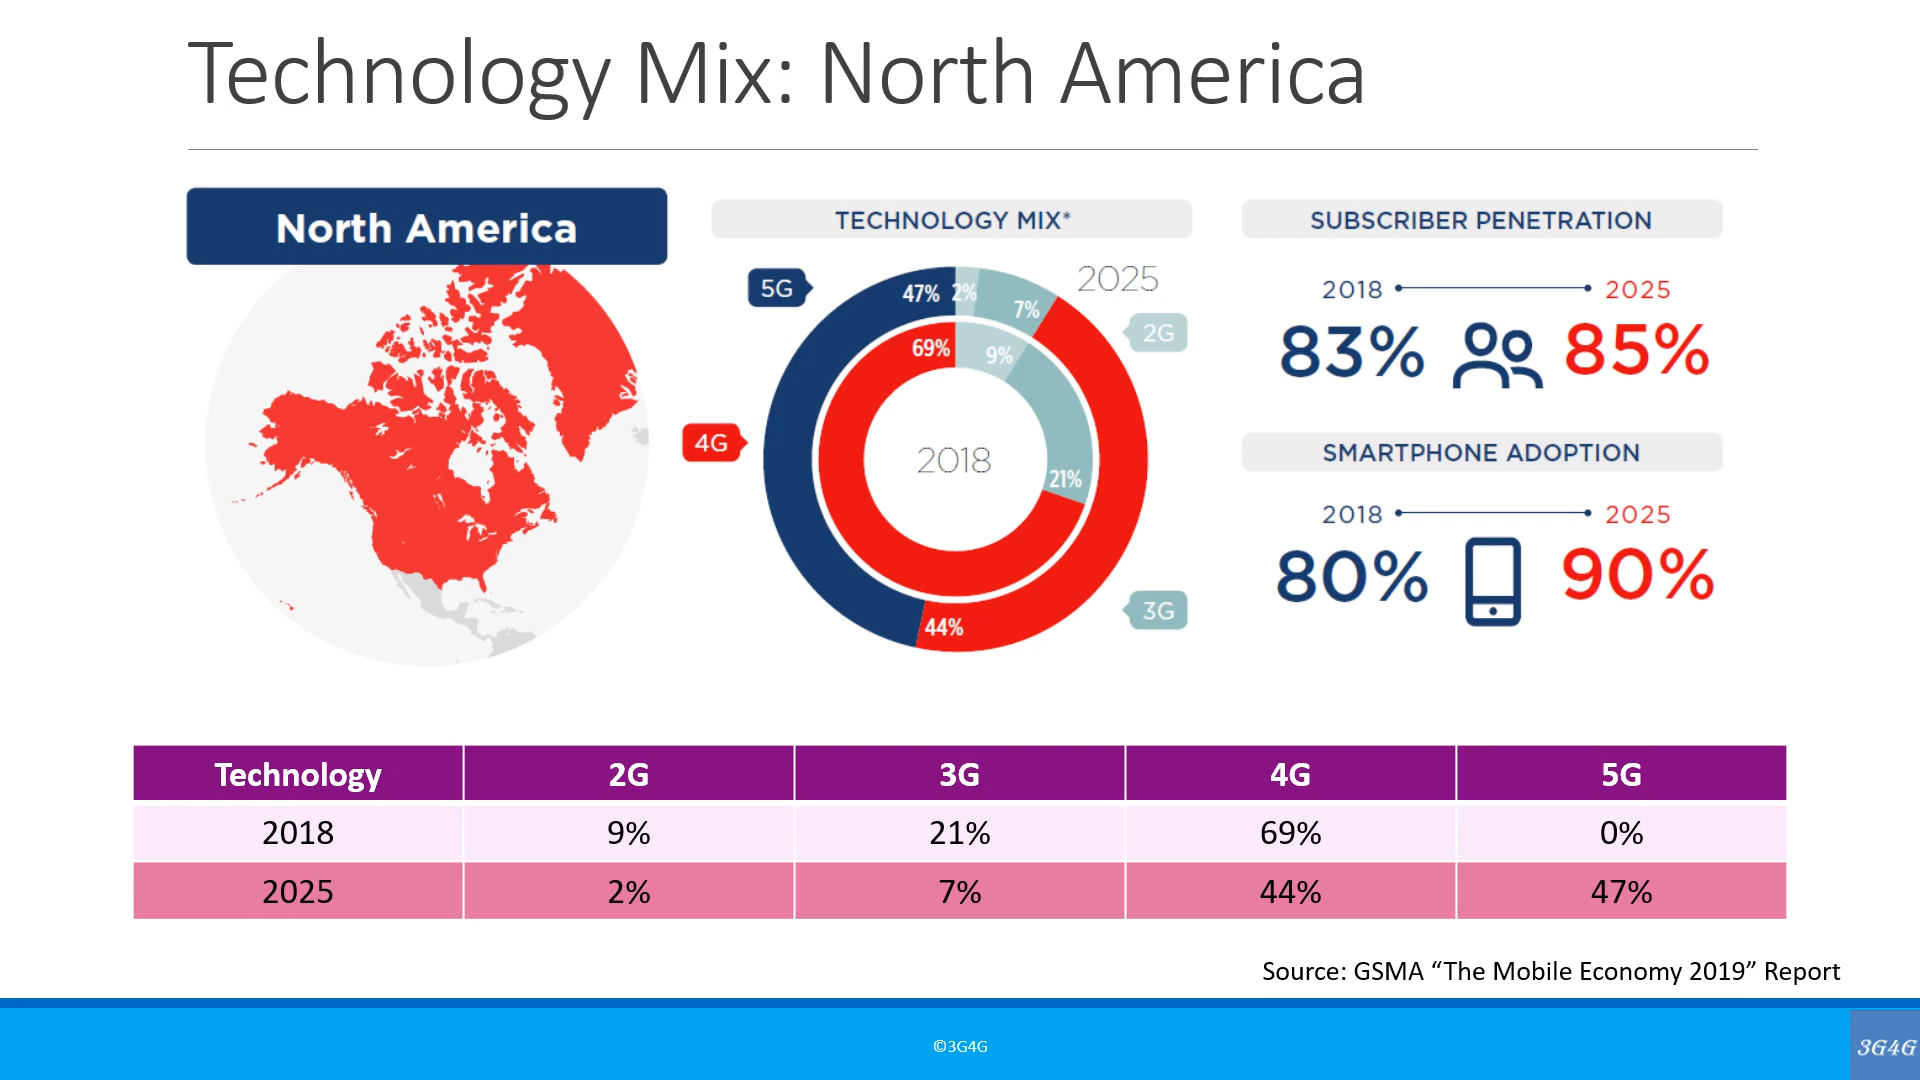 Technology Mix: North America
North America
TECHNOLOGY MIX*
2025
5G
47%
2%
7%
2G
69%
9%
4G
2018
21%
3G
44%
SUBSCRIBER PENETRATION
2018 2025
83% 85%
SMARTPHONE ADOPTION
2018 2025
80% 90%
Technology 2G 3G 4G 5G
2018 9% 21% 69% 0%
2025 2% 7% 44% 47%
Source: GSMA “The Mobile Economy 2019” Report
©3G4G
3G4G